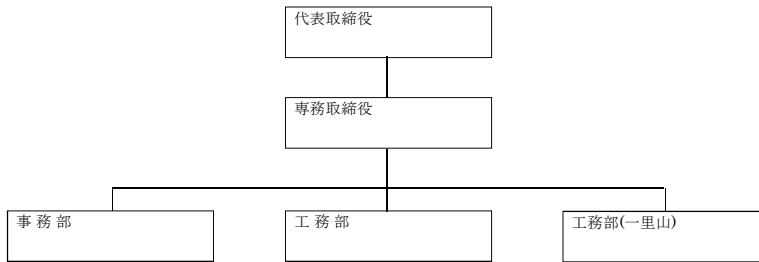 代表取締役
専務取締役
事 務 部
工 務 部
工務部(一里山)